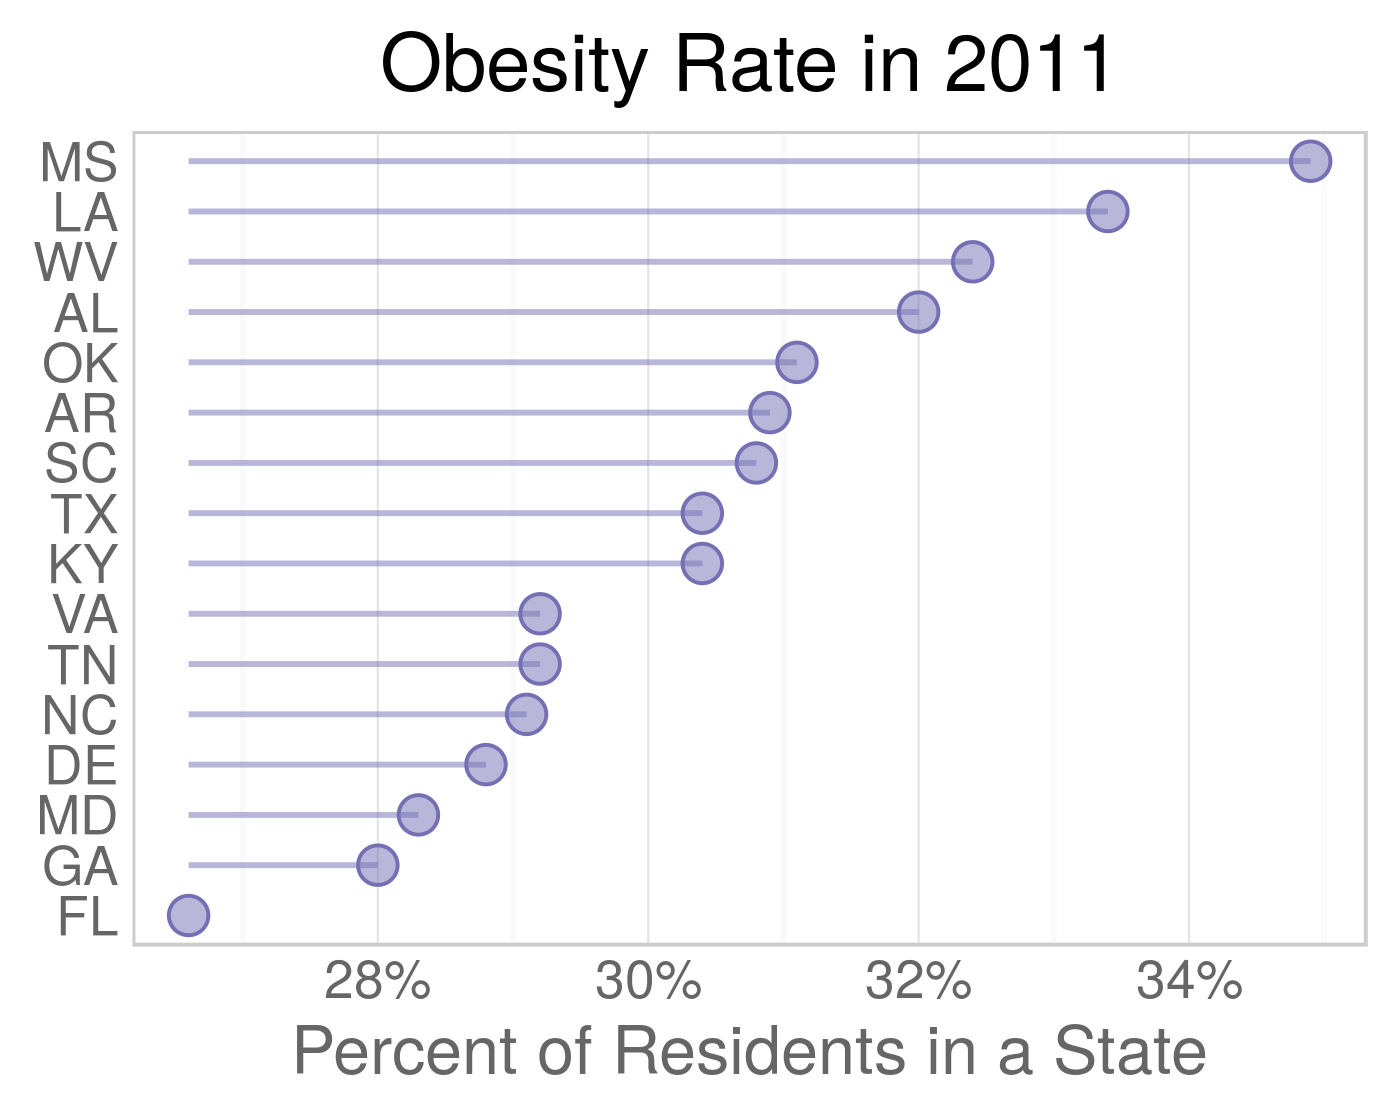 Obesity Rate in 2011
MS
LA
WV
AL
OK
AR
SC
TX
KY
VA
TN
NC
DE
MD
GA
FL
28% 30% 32% 34%
Percent of Residents in a State